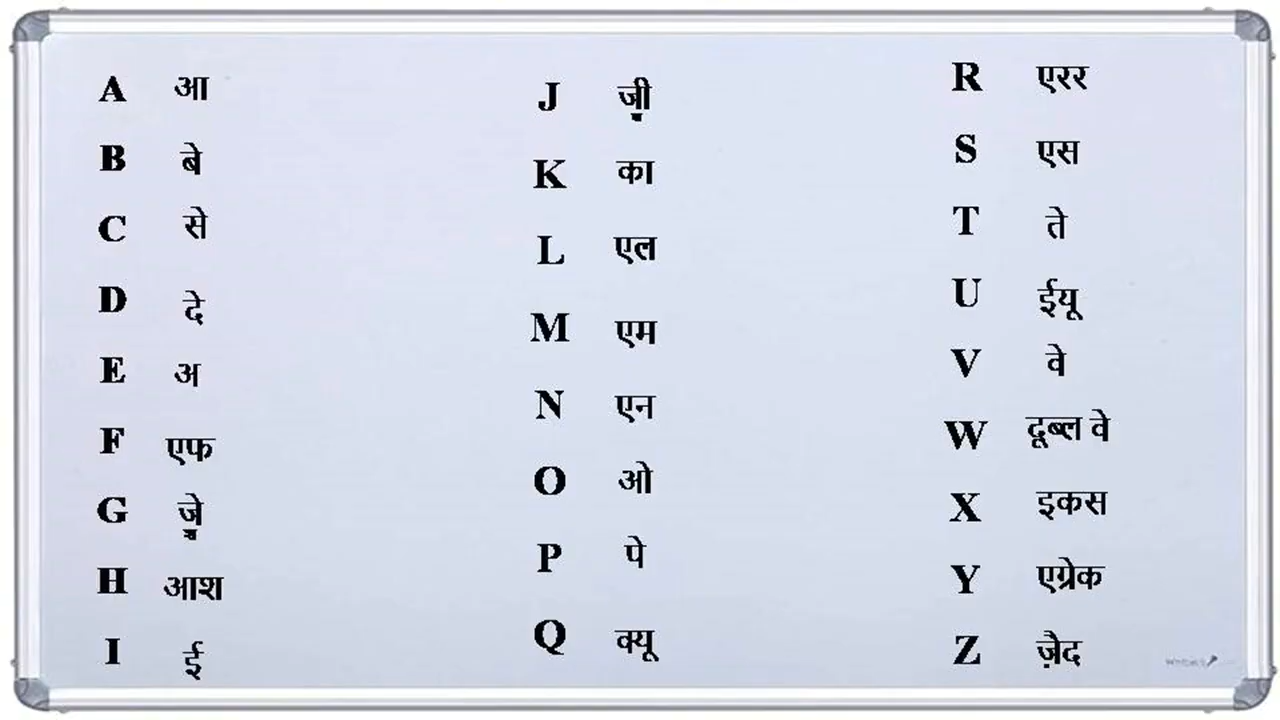 A आ
B बे
C से
D दे
E अ
F एफ
G ज़े
H आश
I ई
J ज़ी
K का
L एल
M एम
N एन
O ओ
P पे
Q क्यू
R एरर
S एस
T ते
U ईयू
V वे
W दूब्ल वे
X इकस
Y एग्रेक
Z ज़ैद